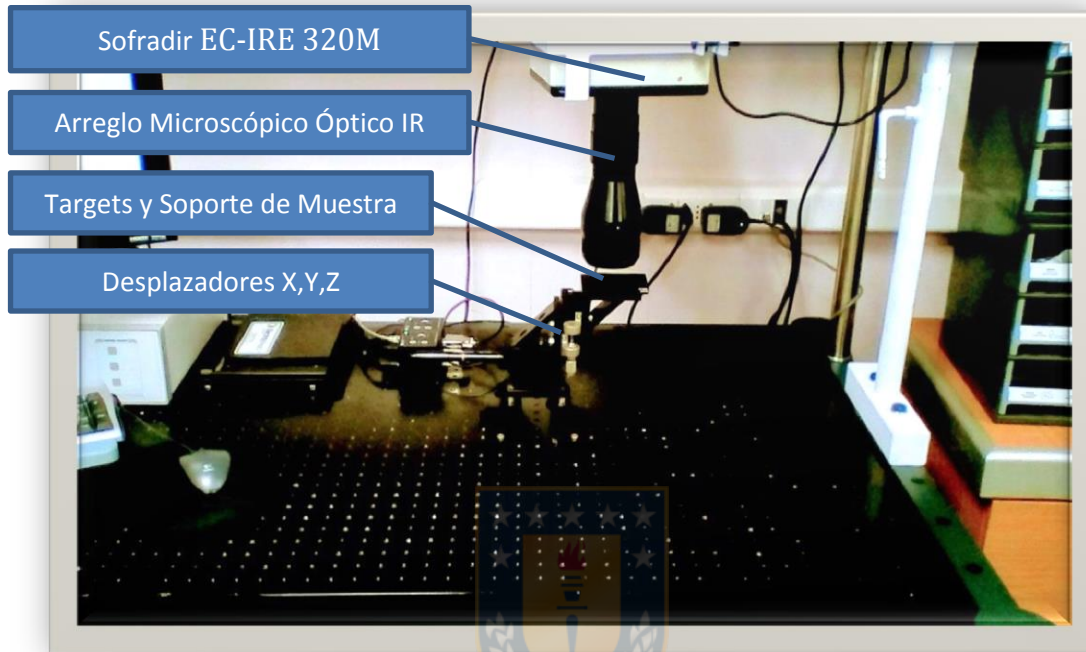 Sofradir EC-IRE 320M
Arreglo Microscópico Óptico IR
Targets y Soporte de Muestra
Desplazadores X,Y,Z